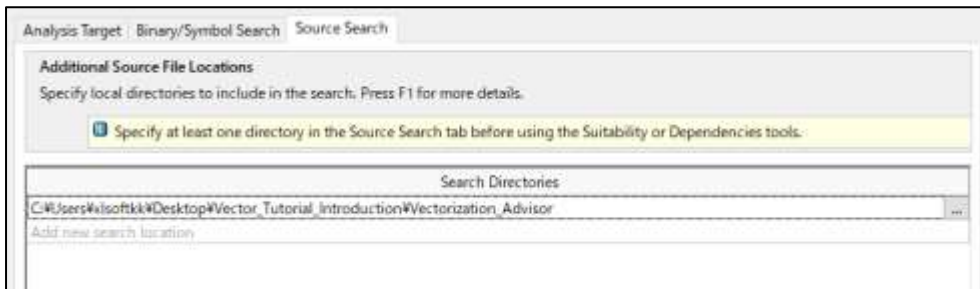 Analysis Target Binary/Symbol Search Source Search
Additional Source File Locations
Specify local directories to include in the search. Press F1 for more details.
Specify at least one directory in the Source Search tab before using the Suitability or Dependencies tools.
Search Directories
C:¥Users¥xlsoftkk¥Desktop¥Vector_Tutorial_Introduction¥Vectorization_Advisor
...
Add new search location